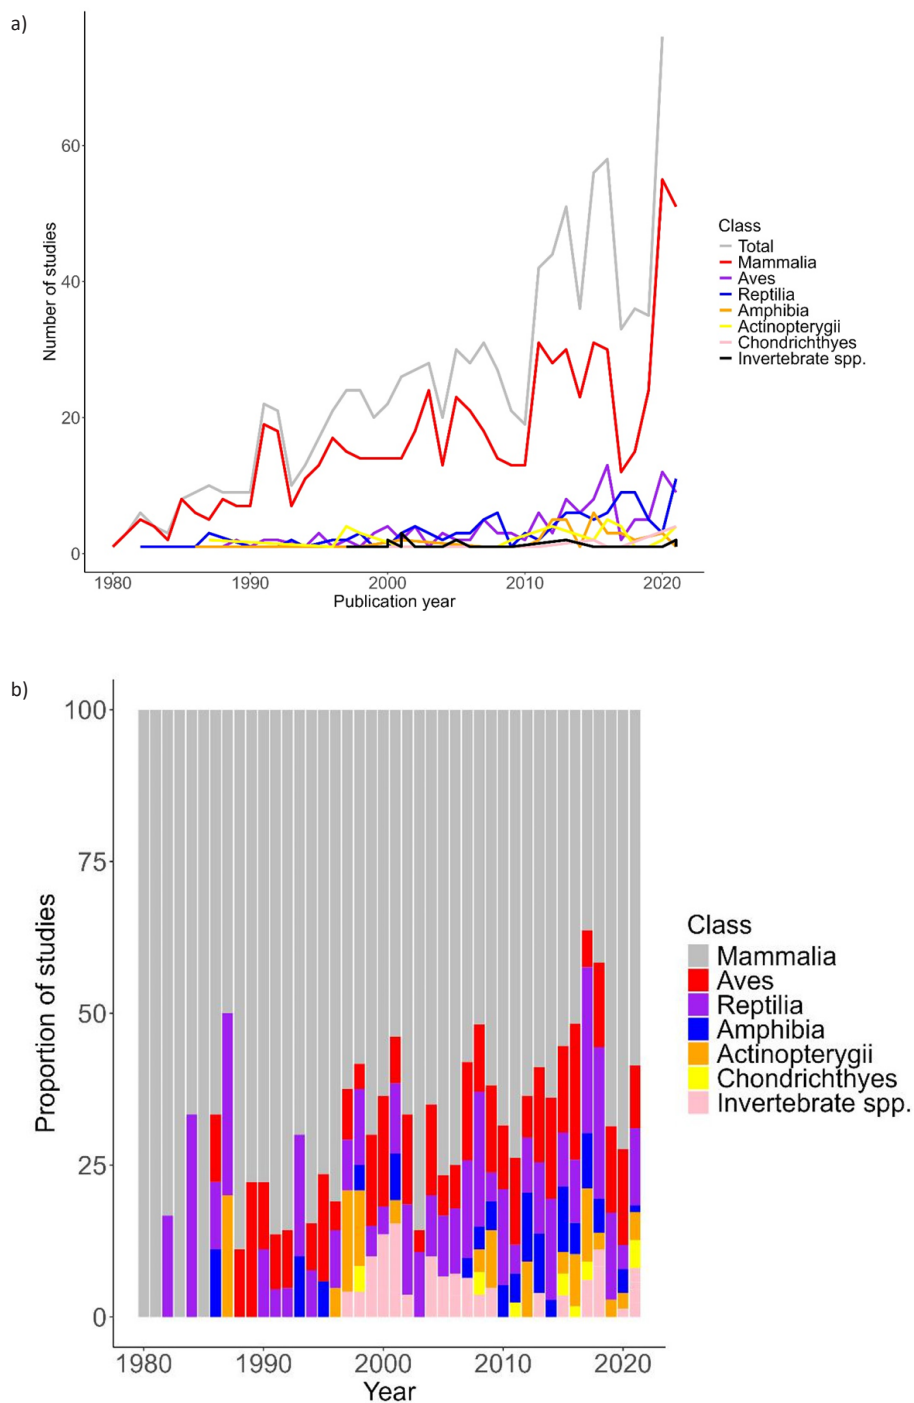 a)
60
40
20
0
Number of studies
1980
1990
2000
2010
2020
Publication year
Class
Total
Mammalia
Aves
Reptilia
Amphibia
Actinopterygii
Chondrichthyes
Invertebrate spp.
b)
100
75
50
25
0
Proportion of studies
1980
1990
2000
2010
2020
Year
Class
Mammalia
Aves
Reptilia
Amphibia
Actinopterygii
Chondrichthyes
Invertebrate spp.